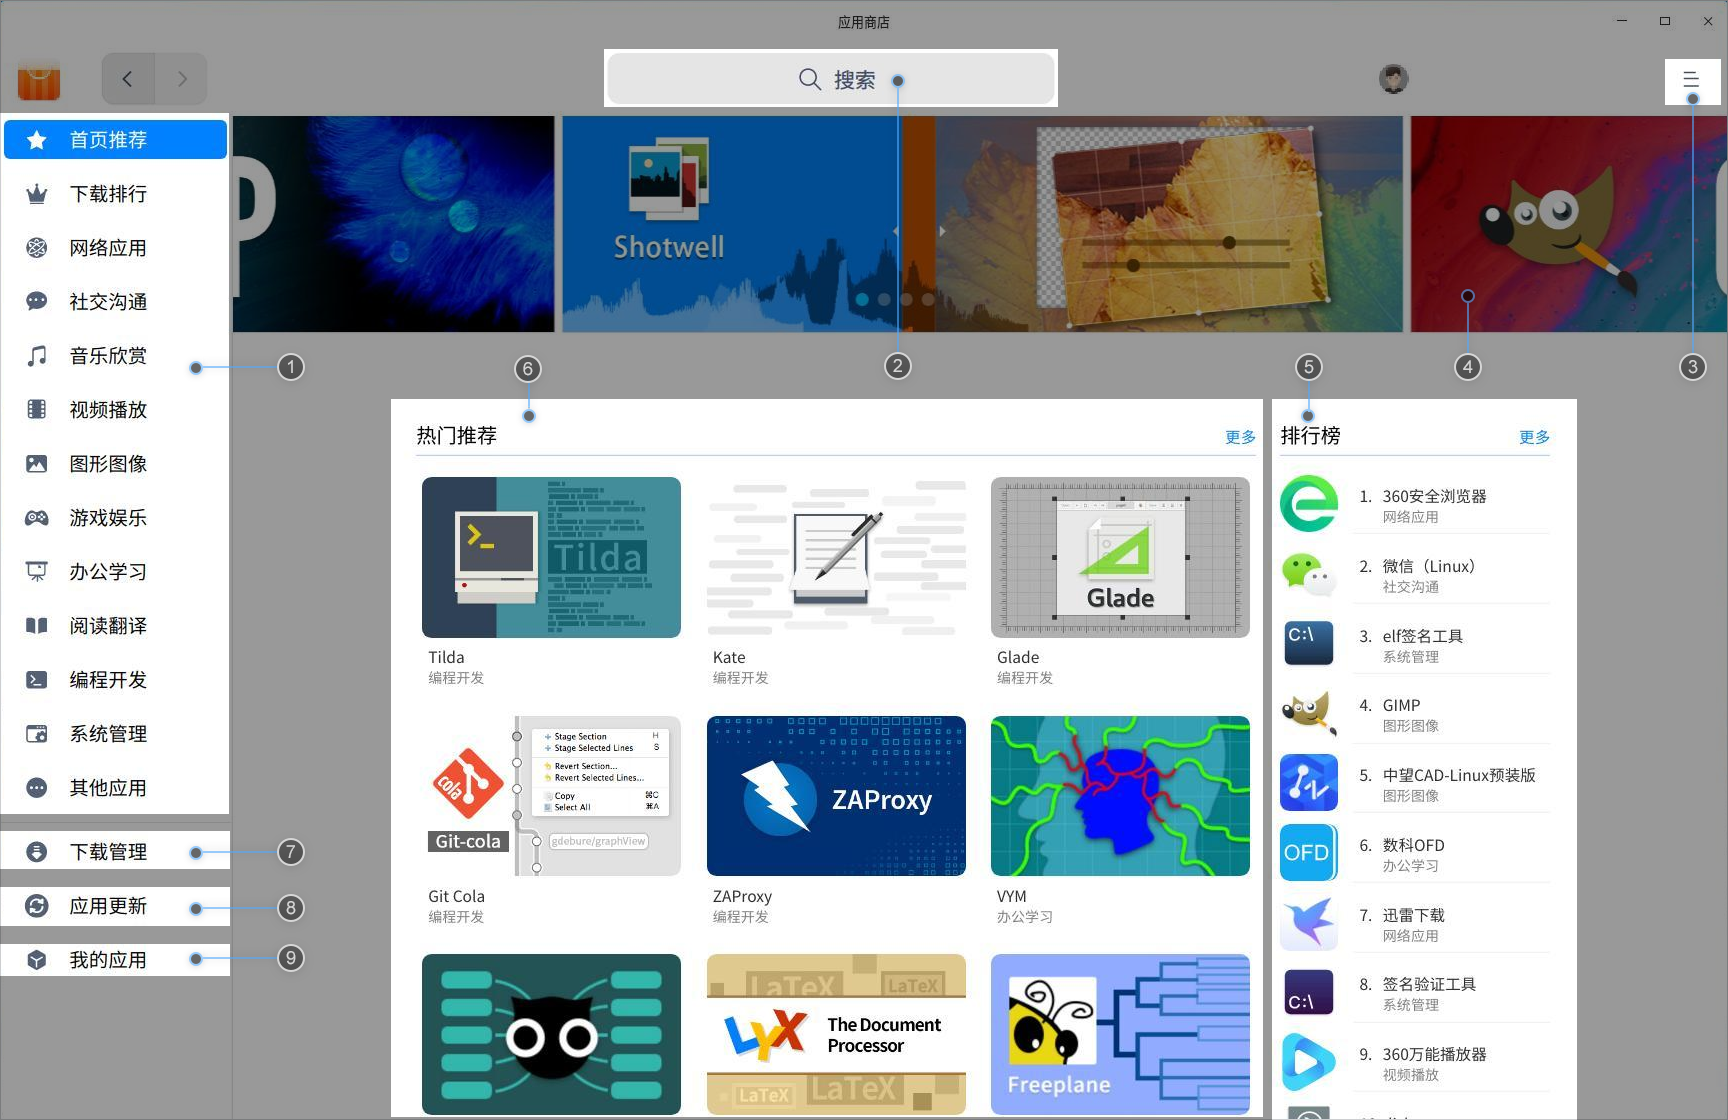 应用商店
搜索
首页推荐
下载排行
网络应用
社交沟通
音乐欣赏
视频播放
图形图像
游戏娱乐
办公学习
阅读翻译
编程开发
系统管理
其他应用
下载管理
应用更新
我的应用
P
Shotwell
1
2
3
4
5
6
7
8
9
热门推荐
更多
Tilda
Glade
Tilda
编程开发
Kate
编程开发
Glade
编程开发
Stage Section H
Stage Selected Lines S
Revert Section...
Revert Selected Lines...
Copy ⌘C
Select All ⌘A
cola
Git-cola
gdebure/graphView
ZAProxy
Git Cola
编程开发
ZAProxy
编程开发
VYM
办公学习
LaTeX
LaTeX
LyX
The Document
Processor
LaTeX
LaTeX
Freeplane
排行榜
更多
1. 360安全浏览器
网络应用
2. 微信（Linux）
社交沟通
C:\
3. elf签名工具
系统管理
4. GIMP
图形图像
5. 中望CAD-Linux预装版
图形图像
OFD
6. 数科OFD
办公学习
7. 迅雷下载
网络应用
C:\
8. 签名验证工具
系统管理
9. 360万能播放器
视频播放